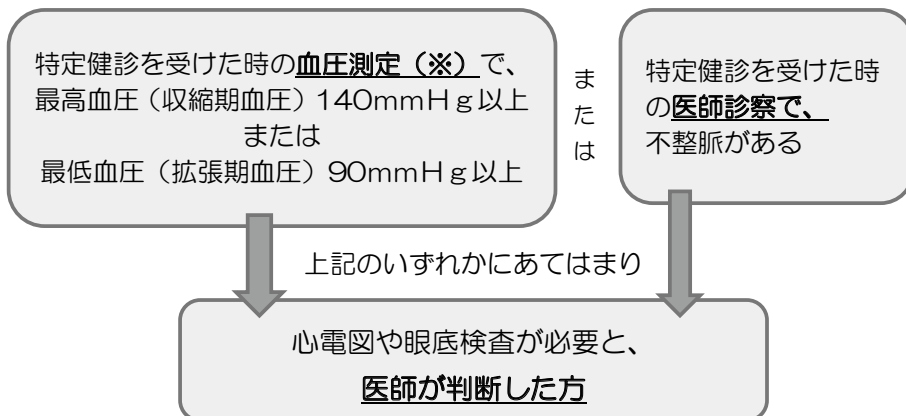 特定健診を受けた時の血圧測定（※）で、
最高血圧（収縮期血圧）140mmHg以上
または
最低血圧（拡張期血圧）90mmHg以上
または
特定健診を受けた時
の医師診察で、
不整脈がある
上記のいずれかにあてはまり
心電図や眼底検査が必要と、
医師が判断した方